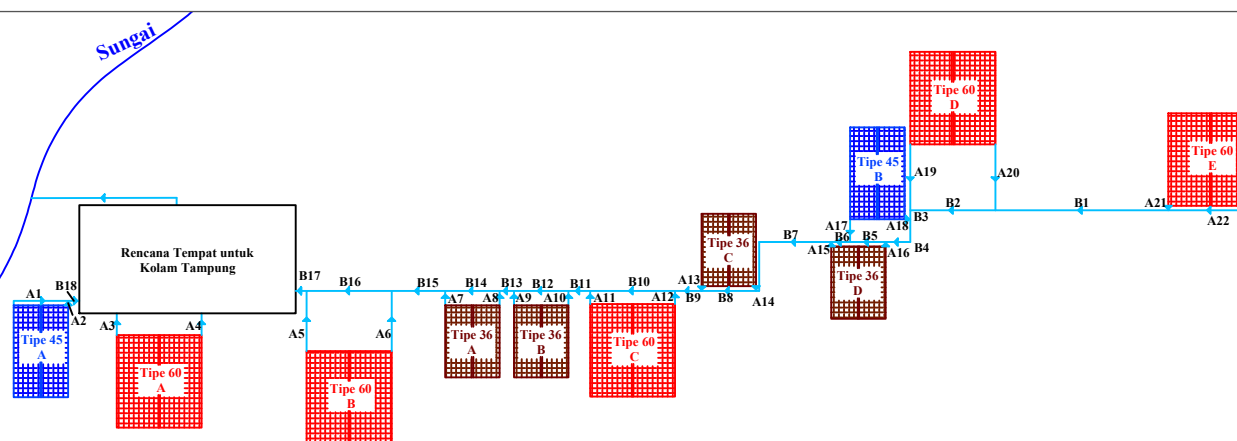 Sungai
Tipe 60
D
Tipe 45
B
Tipe 60
E
A19
A20
B3
B2
B1
A21
A22
A17
A18
Tipe 36
C
B7
A15
B6
B5
A16
B4
Tipe 36
D
Rencana Tempat untuk
Kolam Tampung
B17
B16
B15
B14
B13
B12
B11
B10
A13
B9
B8
A14
A1
B18
A2
A3
A4
A5
A6
A7
A8
A9
A10
A11
A12
Tipe 45
A
Tipe 60
A
Tipe 60
B
Tipe 36
A
Tipe 36
B
Tipe 60
C